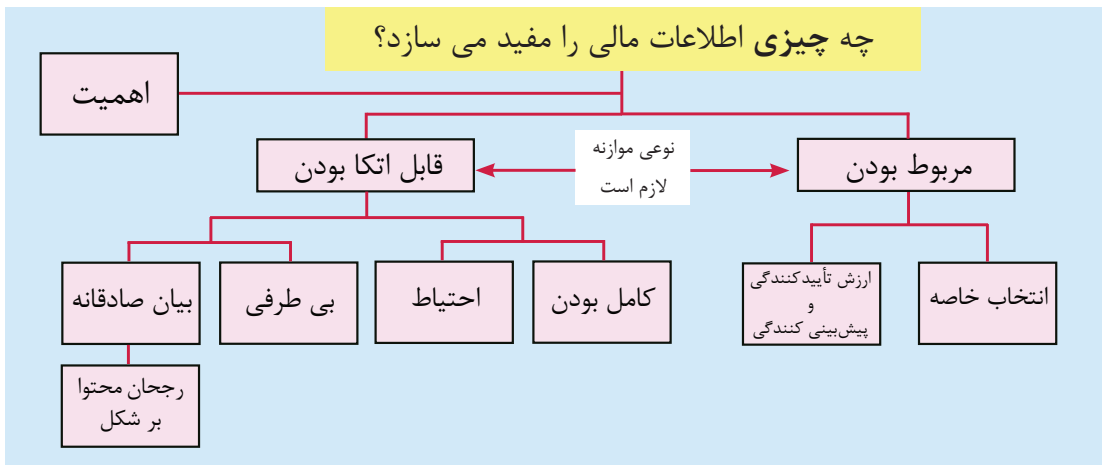 چه چیزی اطلاعات مالی را مفید می سازد؟
اهمیت
مربوط بودن
نوعی موازنه
لازم است
قابل اتکا بودن
انتخاب خاصه
ارزش تأییدکنندگی
و
پیش‌بینی کنندگی
کامل بودن
احتیاط
بی طرفی
بیان صادقانه
رجحان محتوا
بر شکل